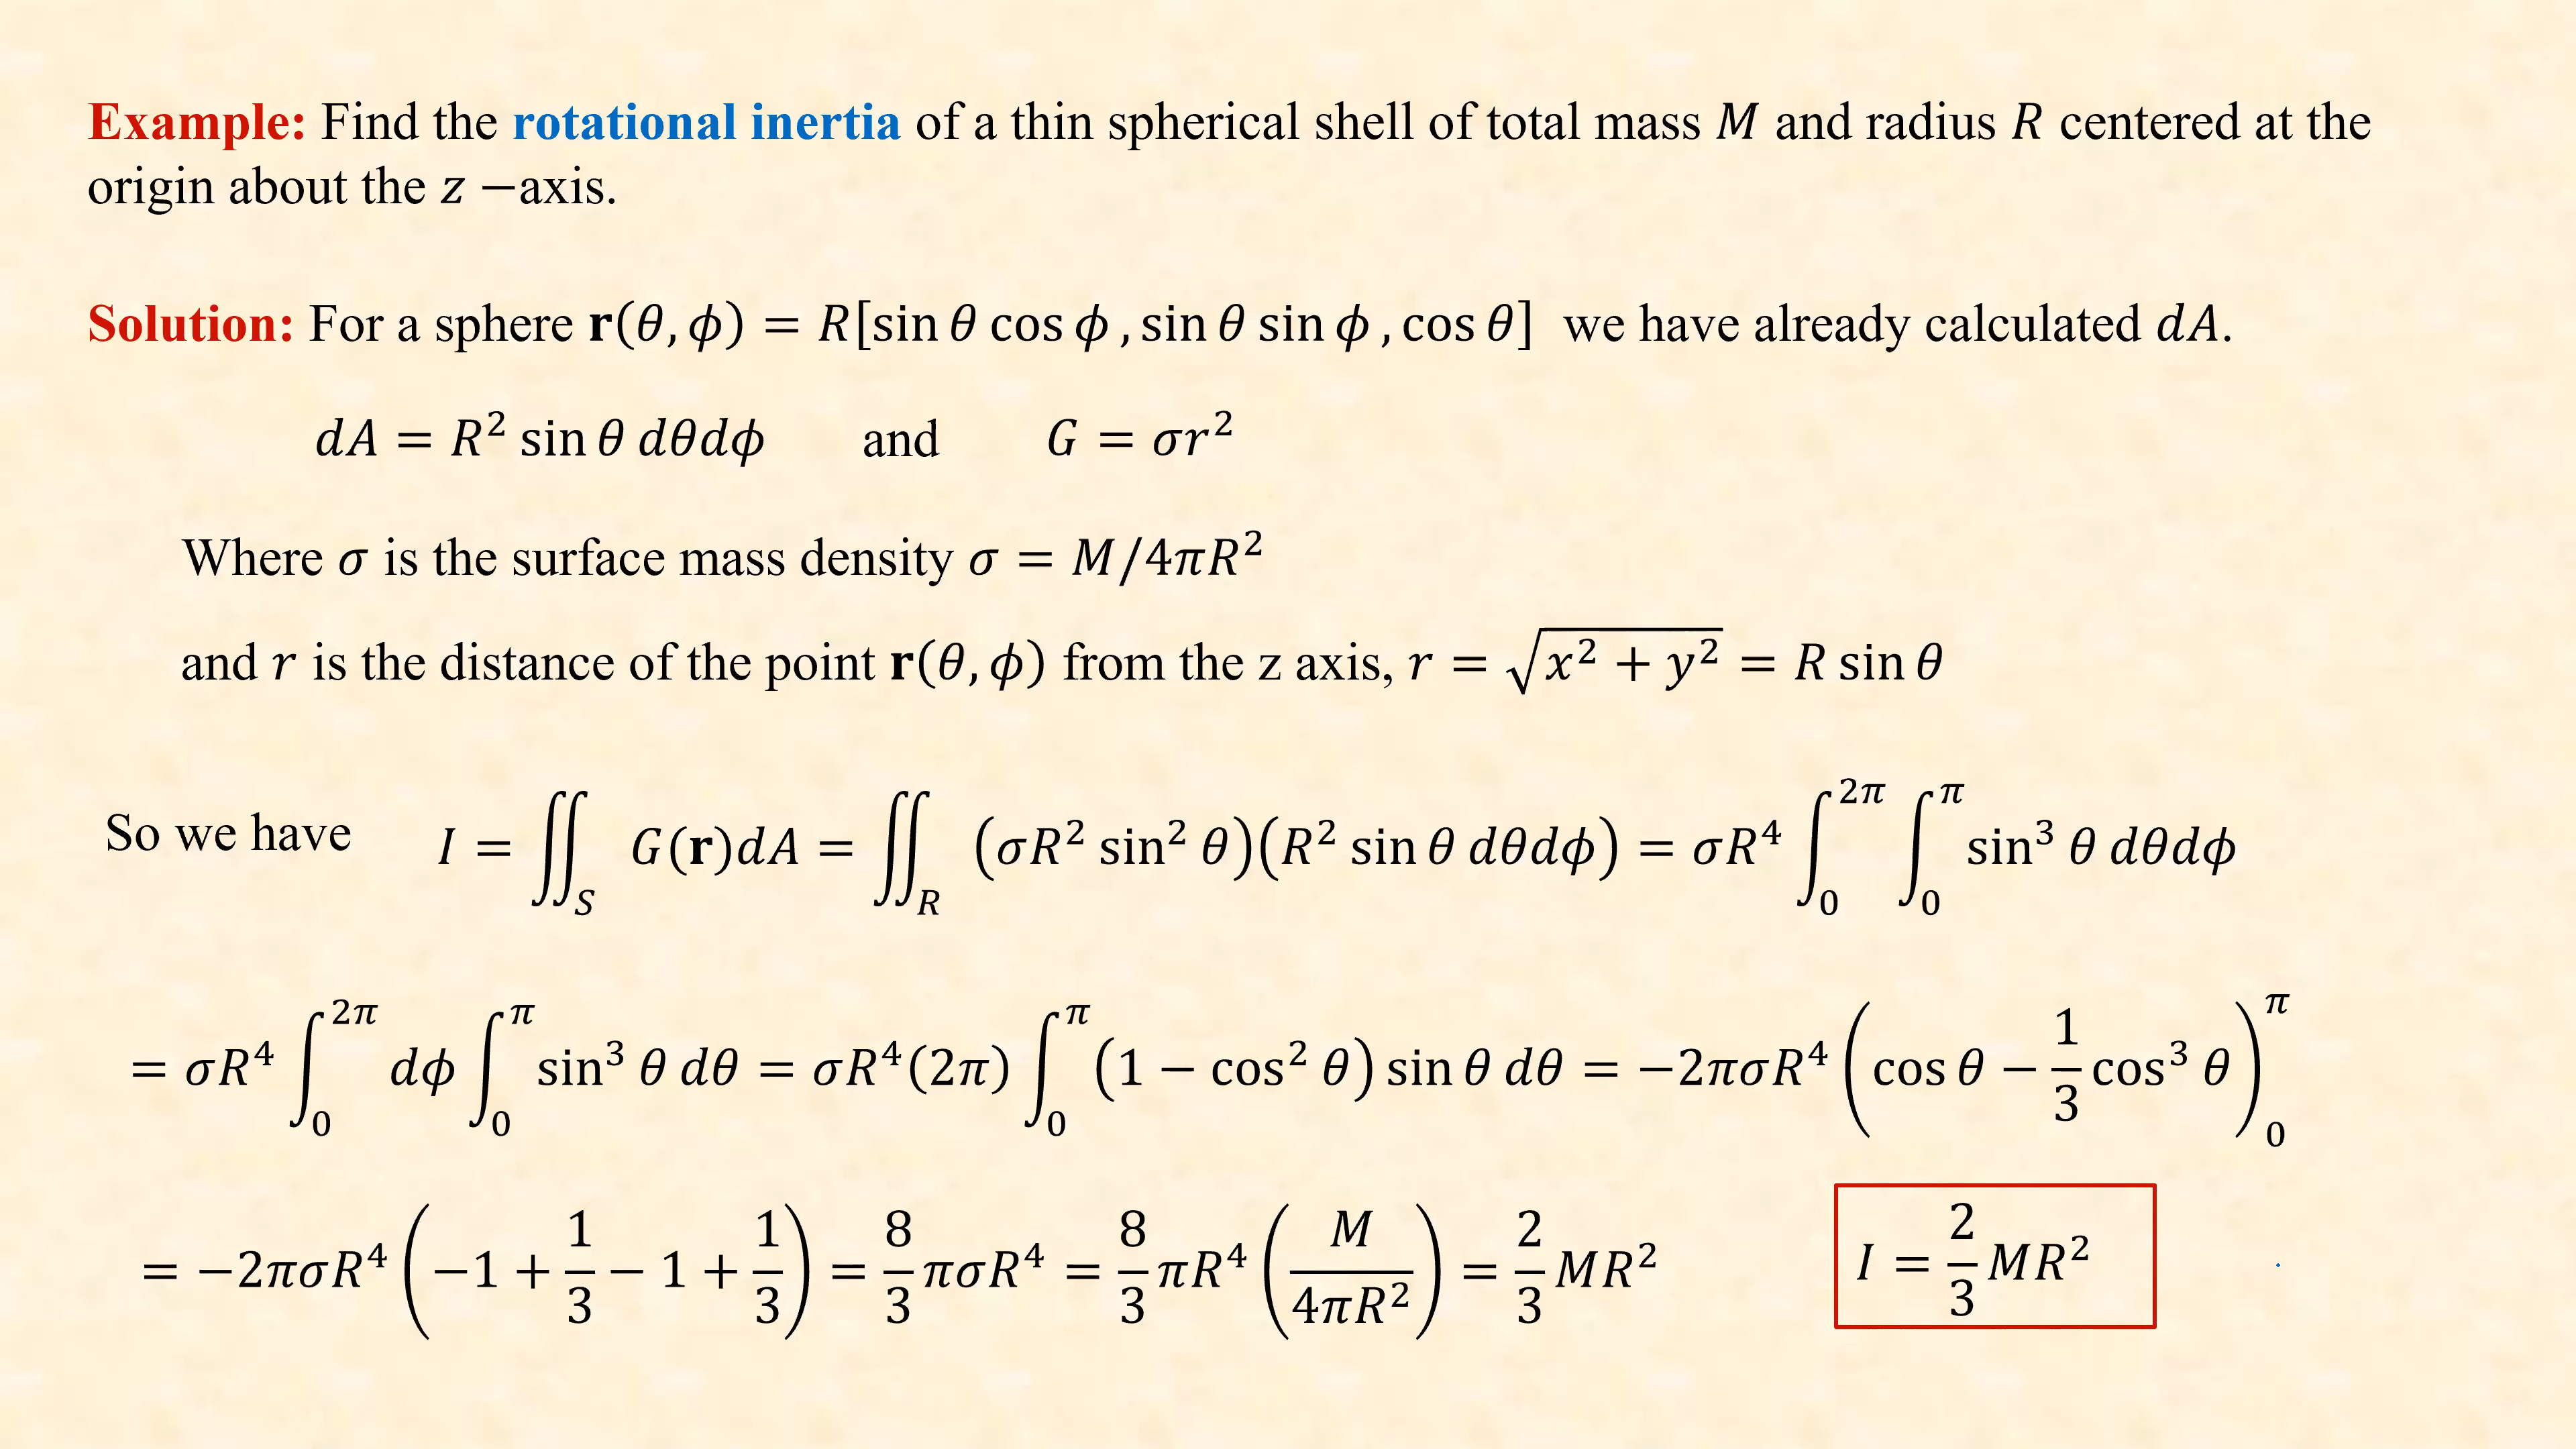 Example: Find the rotational inertia of a thin spherical shell of total mass M and radius R centered at the
origin about the z −axis.
Solution: For a sphere r(θ, ϕ) = R[sin θ cos ϕ , sin θ sin ϕ , cos θ] we have already calculated dA.
dA = R² sin θ dθdϕ and G = σr²
Where σ is the surface mass density σ = M/4πR²
and r is the distance of the point r(θ, ϕ) from the z axis, r = √(x² + y²) = R sin θ
So we have I = ∬_S G(r)dA = ∬_R (σR² sin² θ)(R² sin θ dθdϕ) = σR⁴ ∫_0^{2π} ∫_0^π sin³ θ dθdϕ
= σR⁴ ∫_0^{2π} dϕ ∫_0^π sin³ θ dθ = σR⁴(2π) ∫_0^π (1 − cos² θ) sin θ dθ = −2πσR⁴ (cos θ − 1/3 cos³ θ)_0^π
= −2πσR⁴ (−1 + 1/3 − 1 + 1/3) = 8/3 πσR⁴ = 8/3 πR⁴ (M/4πR²) = 2/3 MR² I = 2/3 MR²